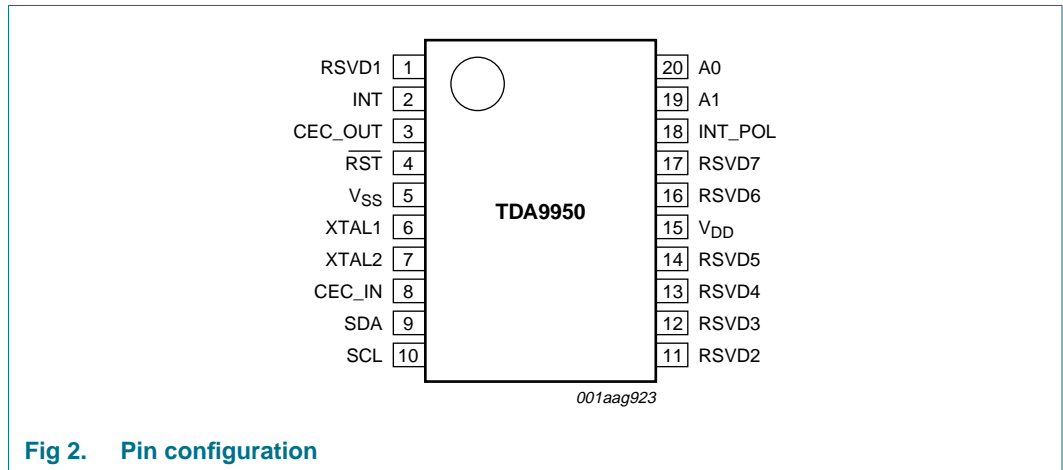 RSVD1 1 20 A0
INT 2 19 A1
CEC_OUT 3 18 INT_POL
RST 4 17 RSVD7
VSS 5 16 RSVD6
TDA9950
XTAL1 6 15 VDD
XTAL2 7 14 RSVD5
CEC_IN 8 13 RSVD4
SDA 9 12 RSVD3
SCL 10 11 RSVD2
001aag923
Fig 2. Pin configuration